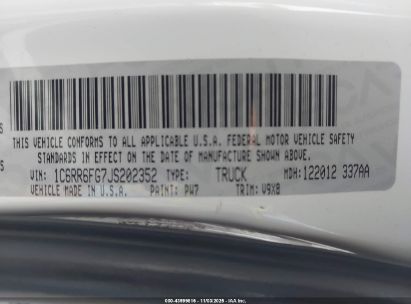 THIS VEHICLE CONFORMS TO ALL APPLICABLE U.S.A. FEDERAL MOTOR VEHICLE SAFETY
STANDARDS IN EFFECT ON THE DATE OF MANUFACTURE SHOWN ABOVE.
VIN: 1C6RR6FG7JS202352 TYPE: TRUCK MDH: 122012 337AA
VEHICLE MADE IN U.S.A. PAINT: PW7 TRIM: V9X8